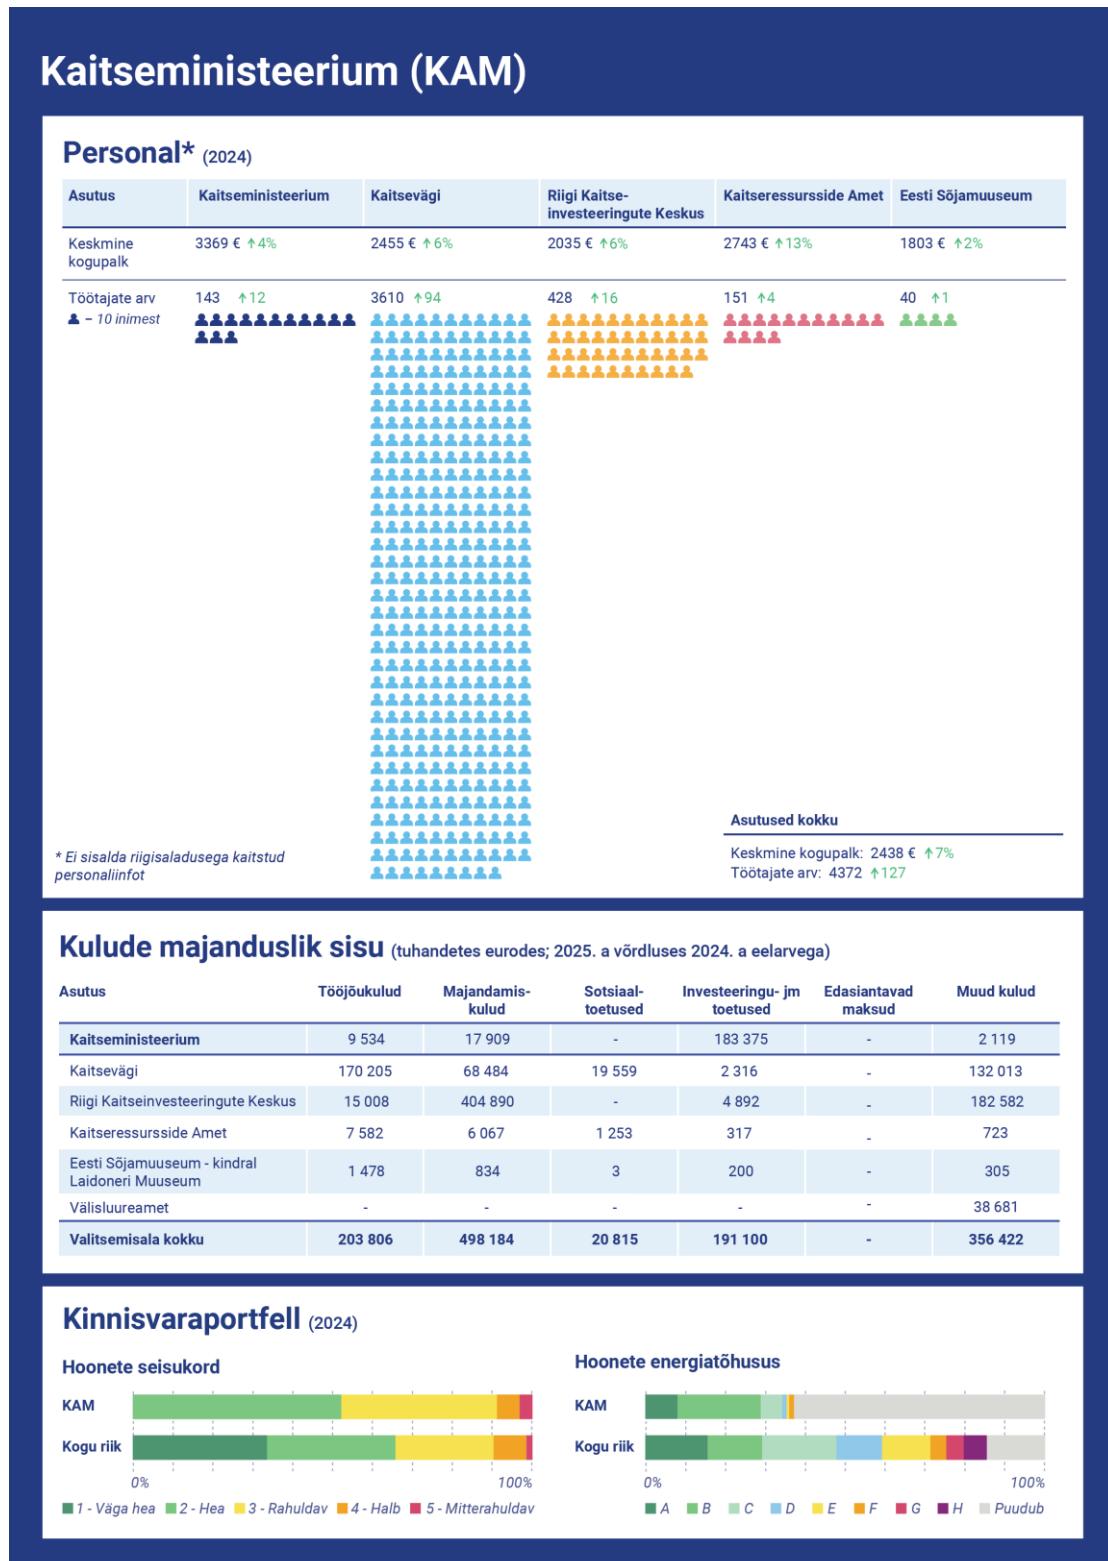 Kaitseministeerium (KAM)
Personal* (2024)
Asutus Kaitseministeerium Kaitsevägi Riigi Kaitse- Kaitseressursside Amet Eesti Sõjamuuseum
investeeringute Keskus
Keskmine 3369 € ↑4% 2455 € ↑6% 2035 € ↑6% 2743 € ↑13% 1803 € ↑2%
kogupalk
Töötajate arv 143 ↑12 3610 ↑94 428 ↑16 151 ↑4 40 ↑1
– 10 inimest
Asutused kokku
Keskmine kogupalk: 2438 € ↑7%
Töötajate arv: 4372 ↑127
* Ei sisalda riigisaladusega kaitstud
personaliinfot
Kulude majanduslik sisu (tuhandetes eurodes; 2025. a võrdluses 2024. a eelarvega)
Asutus Tööjõukulud Majandamis- Sotsiaal- Investeeringu- jm Edasiantavad Muud kulud
kulud toetused toetused maksud
Kaitseministeerium 9 534 17 909 - 183 375 - 2 119
Kaitsevägi 170 205 68 484 19 559 2 316 - 132 013
Riigi Kaitseinvesteeringute Keskus 15 008 404 890 - 4 892 - 182 582
Kaitseressursside Amet 7 582 6 067 1 253 317 - 723
Eesti Sõjamuuseum - kindral 1 478 834 3 200 - 305
Laidoneri Muuseum
Välisluureamet - - - - - 38 681
Valitsemisala kokku 203 806 498 184 20 815 191 100 - 356 422
Kinnisvaraportfell (2024)
Hoonete seisukord
KAM
Kogu riik
0% 100%
1 - Väga hea 2 - Hea 3 - Rahuldav 4 - Halb 5 - Mitterahuldav
Hoonete energiatõhusus
KAM
Kogu riik
0% 100%
A B C D E F G H Puudub